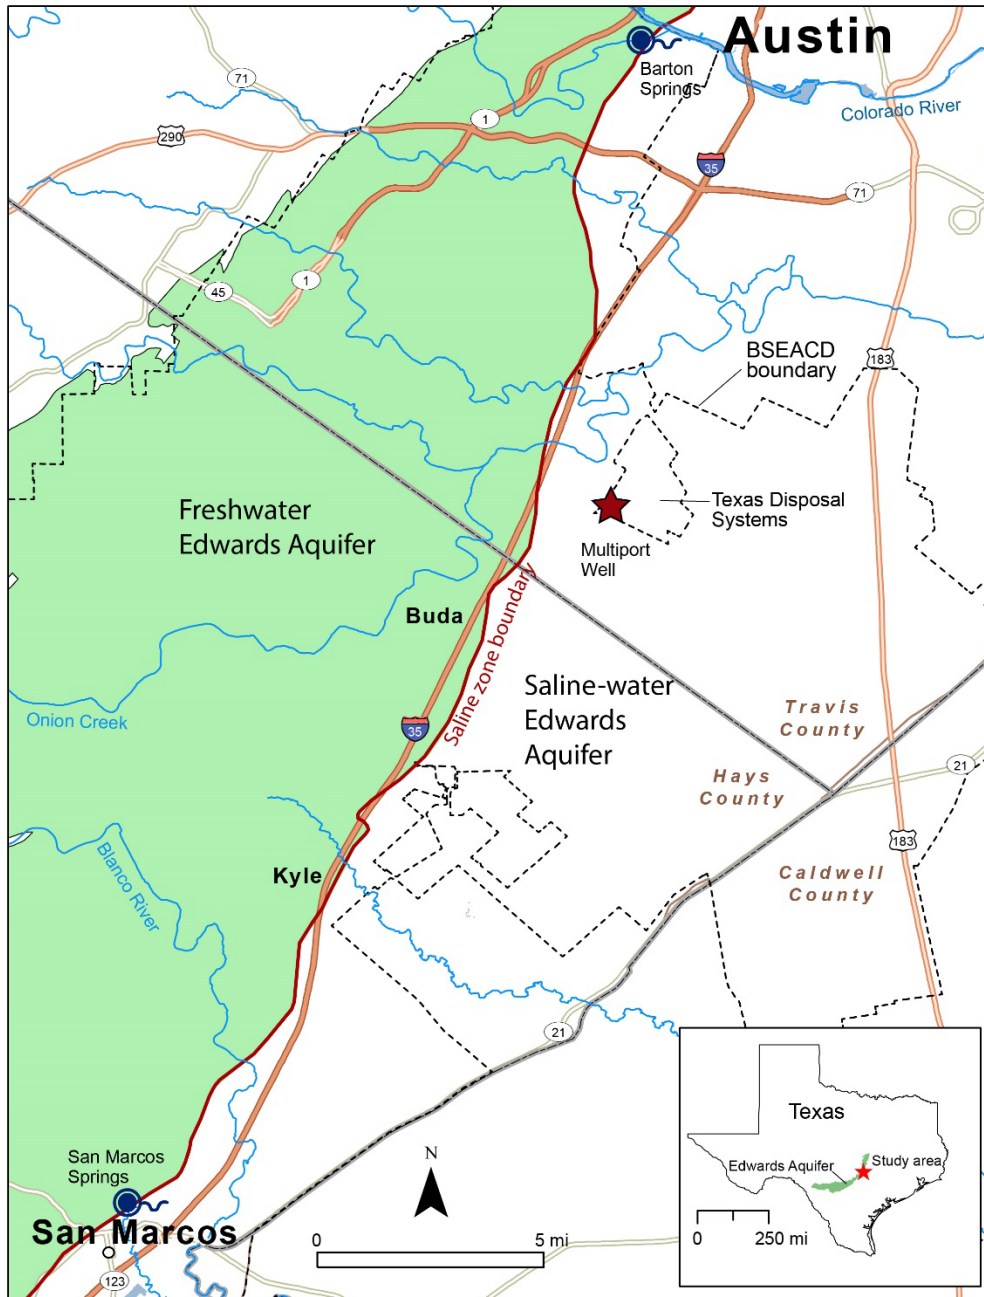 Austin
Barton
Springs
Colorado River
71
290
1
35
71
1
45
BSEACD
boundary
183
Freshwater
Edwards Aquifer
Texas Disposal
Systems
Multiport
Well
Buda
Saline zone boundary
Onion Creek
Saline-water
Edwards
Aquifer
35
Travis
County
Hays
County
21
183
Caldwell
County
Blanco River
Kyle
21
San Marcos
Springs
San Marcos
123
N
0
5 mi
Texas
Edwards Aquifer
Study area
0
250 mi